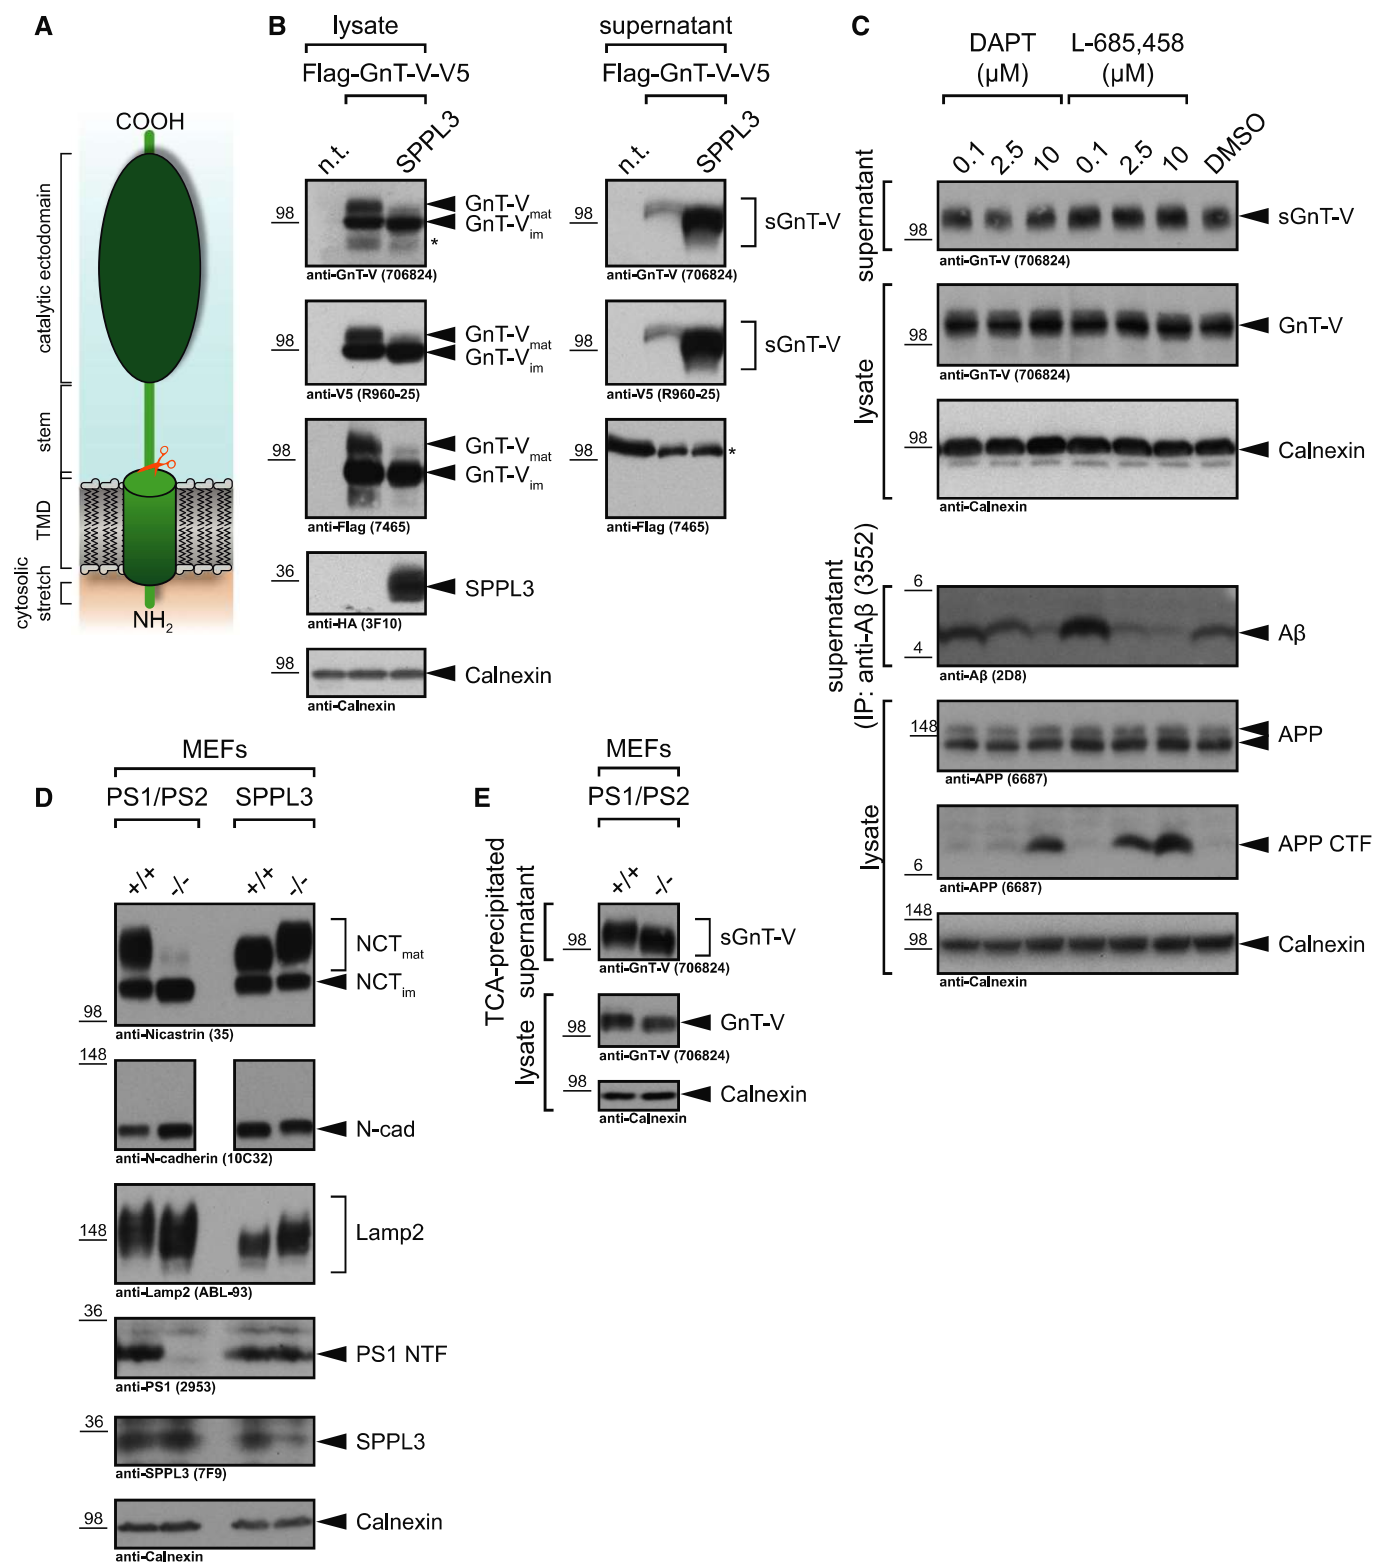 A
COOH
catalytic ectodomain
stem
TMD
cytosolic
stretch
NH2
B
lysate
Flag-GnT-V-V5
n.t.
SPPL3
98
GnT-Vmat
GnT-Vim
*
anti-GnT-V (706824)
98
GnT-Vmat
GnT-Vim
anti-V5 (R960-25)
98
GnT-Vmat
GnT-Vim
anti-Flag (7465)
36
SPPL3
anti-HA (3F10)
98
Calnexin
anti-Calnexin
supernatant
Flag-GnT-V-V5
n.t.
SPPL3
98
sGnT-V
anti-GnT-V (706824)
98
sGnT-V
anti-V5 (R960-25)
98
*
anti-Flag (7465)
C
DAPT
(µM)
L-685,458
(µM)
0.1
2.5
10
0.1
2.5
10
DMSO
supernatant
98
sGnT-V
anti-GnT-V (706824)
lysate
98
GnT-V
anti-GnT-V (706824)
98
Calnexin
anti-Calnexin
supernatant
(IP: anti-Aβ (3552)
6
4
Aβ
anti-Aβ (2D8)
lysate
148
APP
anti-APP (6687)
6
APP CTF
anti-APP (6687)
148
98
Calnexin
anti-Calnexin
D
MEFs
PS1/PS2
SPPL3
+/+
-/-
+/+
-/-
NCTmat
NCTim
98
anti-Nicastrin (35)
148
N-cad
anti-N-cadherin (10C32)
148
Lamp2
anti-Lamp2 (ABL-93)
36
PS1 NTF
anti-PS1 (2953)
36
SPPL3
anti-SPPL3 (7F9)
98
Calnexin
anti-Calnexin
E
MEFs
PS1/PS2
+/+
-/-
TCA-precipitated
supernatant
98
sGnT-V
anti-GnT-V (706824)
lysate
98
GnT-V
anti-GnT-V (706824)
98
Calnexin
anti-Calnexin